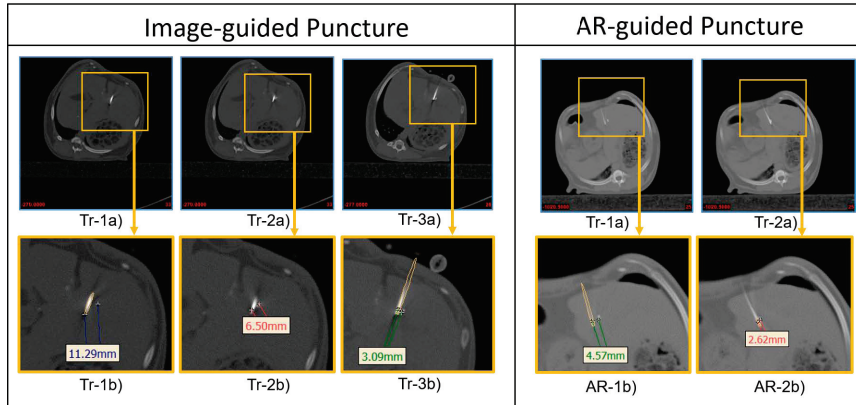 Image-guided Puncture
AR-guided Puncture
Tr-1a)
Tr-2a)
Tr-3a)
Tr-1a)
Tr-2a)
11.29mm
6.50mm
3.09mm
4.57mm
2.62mm
Tr-1b)
Tr-2b)
Tr-3b)
AR-1b)
AR-2b)